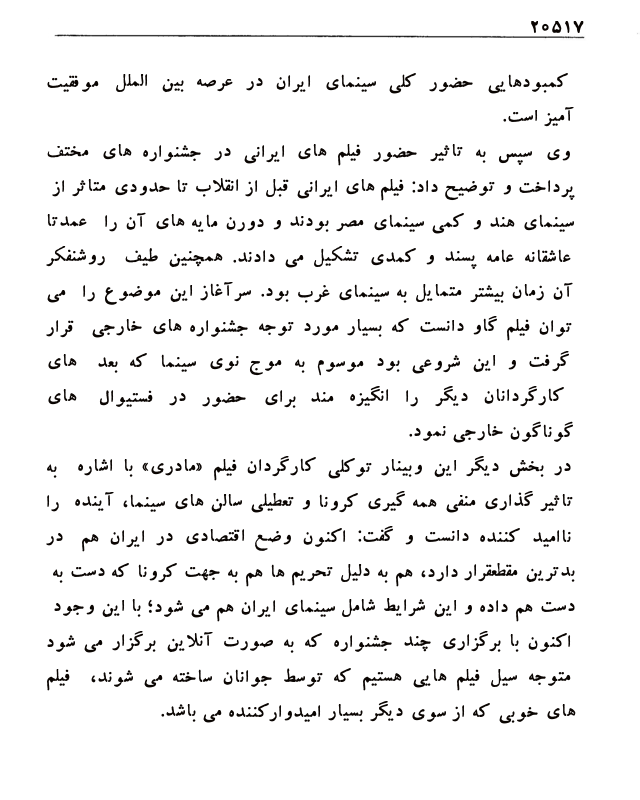 ۲۰۵۱۷
کمبودهایی حضور کلی سینمای ایران در عرصه بین الملل موفقیت
آمیز است.
وی سپس به تاثیر حضور فیلم های ایرانی در جشنواره های مختف
پرداخت و توضیح داد: فیلم های ایرانی قبل از انقلاب تا حدودی متاثر از
سینمای هند و کمی سینمای مصر بودند و دورن مایه های آن را عمدتا
عاشقانه عامه پسند و کمدی تشکیل می دادند. همچنین طیف روشنفکر
آن زمان بیشتر متمایل به سینمای غرب بود. سرآغاز این موضوع را می
توان فیلم گاو دانست که بسیار مورد توجه جشنواره های خارجی قرار
گرفت و این شروعی بود موسوم به موج نوی سینما که بعد های
کارگردانان دیگر را انگیزه مند برای حضور در فستیوال های
گوناگون خارجی نمود.
در بخش دیگر این وبینار توکلی کارگردان فیلم «مادری» با اشاره به
تاثیر گذاری منفی همه گیری کرونا و تعطیلی سالن های سینما، آینده را
ناامید کننده دانست و گفت: اکنون وضع اقتصادی در ایران هم در
بدترین مقطعقرار دارد، هم به دلیل تحریم ها هم به جهت کرونا که دست به
دست هم داده و این شرایط شامل سینمای ایران هم می شود؛ با این وجود
اکنون با برگزاری چند جشنواره که به صورت آنلاین برگزار می شود
متوجه سیل فیلم هایی هستیم که توسط جوانان ساخته می شوند، فیلم
های خوبی که از سوی دیگر بسیار امیدوارکننده می باشد.